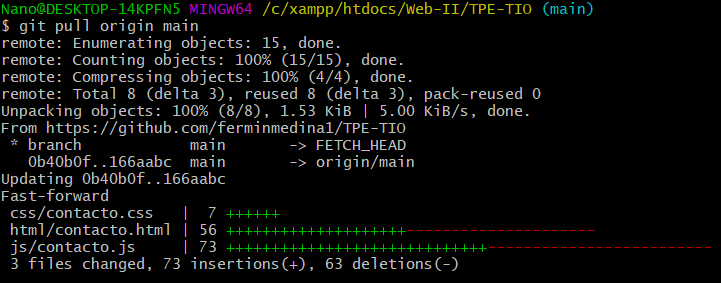 Nano@DESKTOP-14KPFN5 MINGW64 /c/xampp/htdocs/Web-II/TPE-TIO (main)
$ git pull origin main
remote: Enumerating objects: 15, done.
remote: Counting objects: 100% (15/15), done.
remote: Compressing objects: 100% (4/4), done.
remote: Total 8 (delta 3), reused 8 (delta 3), pack-reused 0
Unpacking objects: 100% (8/8), 1.53 KiB | 5.00 KiB/s, done.
From https://github.com/ferminmedina1/TPE-TIO
 * branch            main       -> FETCH_HEAD
   0b40b0f..166aabc  main       -> origin/main
Updating 0b40b0f..166aabc
Fast-forward
 css/contacto.css   |  7 ++++++
 html/contacto.html | 56 ++++++++++++++++++++---------------------
 js/contacto.js     | 73 +++++++++++++++++++++++++++++-------------------------
 3 files changed, 73 insertions(+), 63 deletions(-)